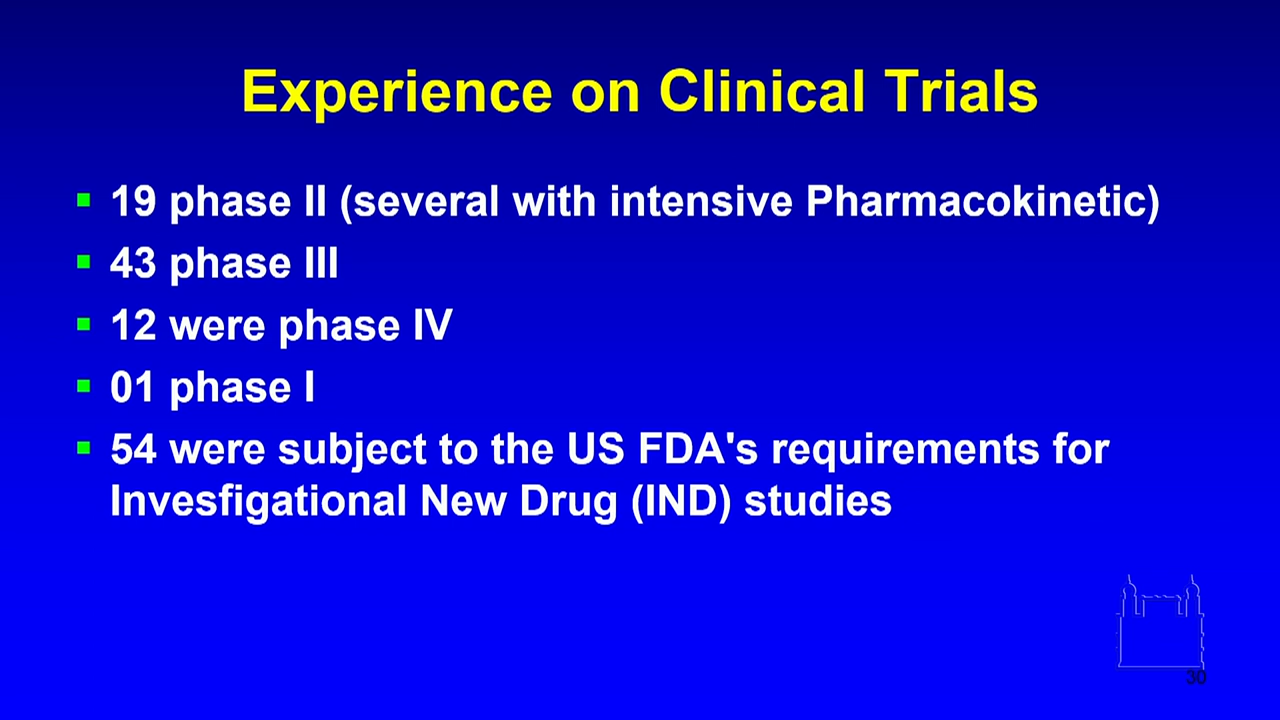 Experience on Clinical Trials
19 phase II (several with intensive Pharmacokinetic)
43 phase III
12 were phase IV
01 phase I
54 were subject to the US FDA's requirements for
Invesfigational New Drug (IND) studies
30